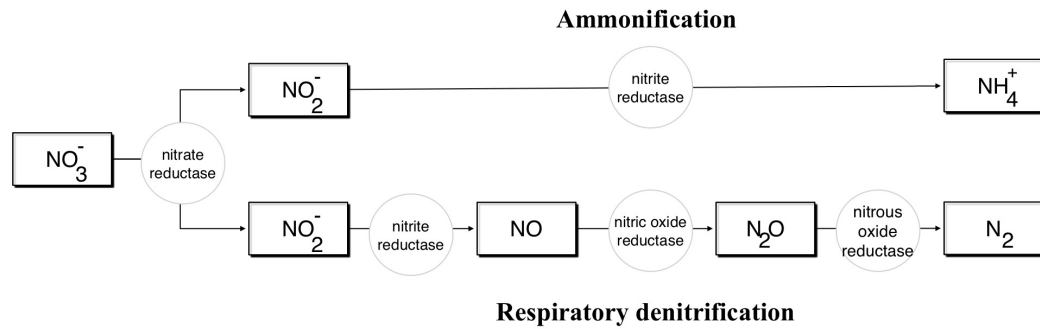 Ammonification
NO2-
nitrite
reductase
NH4+
NO3-
nitrate
reductase
NO2-
nitrite
reductase
NO
nitric oxide
reductase
N2O
nitrous
oxide
reductase
N2
Respiratory denitrification